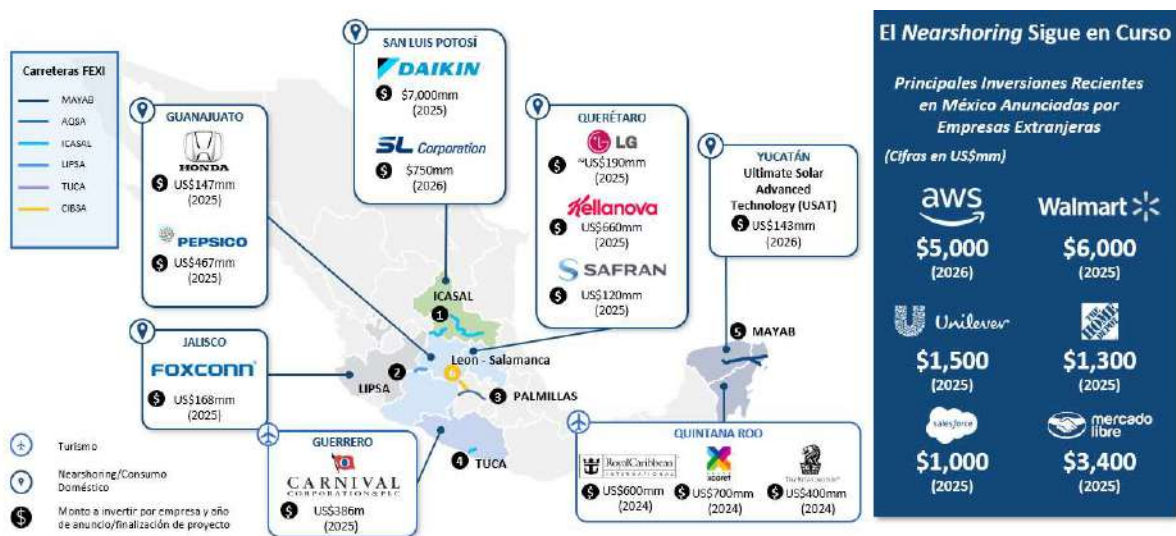 Carreteras FEXI
MAYAB
AQSA
ICASAL
LIPSA
TUCA
CIBSA
GUANAJUATO
HONDA
US$147mm
(2025)
PEPSICO
US$467mm
(2025)
SAN LUIS POTOSÍ
DAIKIN
$7,000mm
(2025)
SL Corporation
$750mm
(2026)
QUERÉTARO
LG
~US$190mm
(2025)
Kellanova
US$660mm
(2025)
SAFRAN
US$120mm
(2025)
YUCATÁN
Ultimate Solar
Advanced
Technology (USAT)
US$143mm
(2026)
JALISCO
FOXCONN
US$168mm
(2025)
ICASAL
1
Leon - Salamanca
2
LIPSA
6
3 PALMILLAS
4 TUCA
5 MAYAB
GUERRERO
CARNIVAL
CORPORATION & PLC
US$386m
(2025)
QUINTANA ROO
RoyalCaribbean
INTERNATIONAL
US$600mm
(2024)
xcaret
US$700mm
(2024)
US$400mm
(2024)
Turismo
Nearshoring/Consumo
Doméstico
Monto a invertir por empresa y año
de anuncio/finalización de proyecto
El Nearshoring Sigue en Curso
Principales Inversiones Recientes
en México Anunciadas por
Empresas Extranjeras
(Cifras en US$mm)
aws
$5,000
(2026)
Walmart
$6,000
(2025)
Unilever
$1,500
(2025)
THE HOME DEPOT
$1,300
(2025)
salesforce
$1,000
(2025)
mercado
libre
$3,400
(2025)